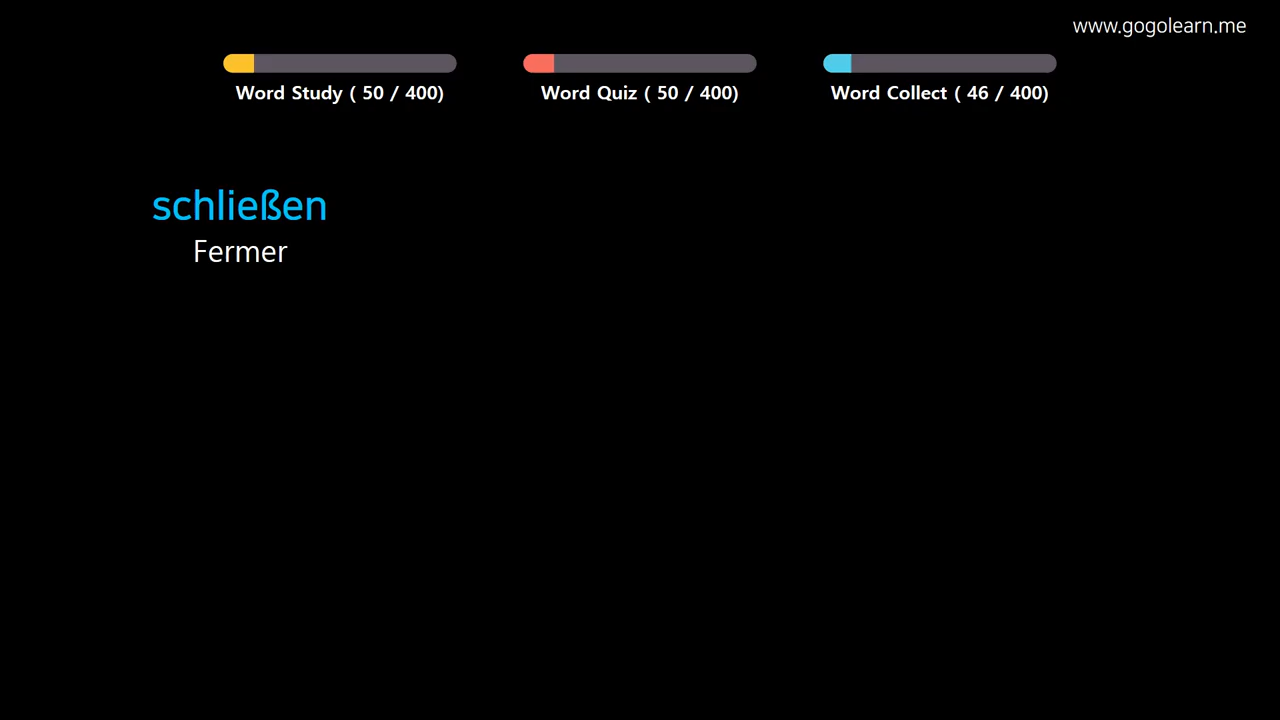 www.gogolearn.me
Word Study ( 50 / 400)
Word Quiz ( 50 / 400)
Word Collect ( 46 / 400)
schließen
Fermer